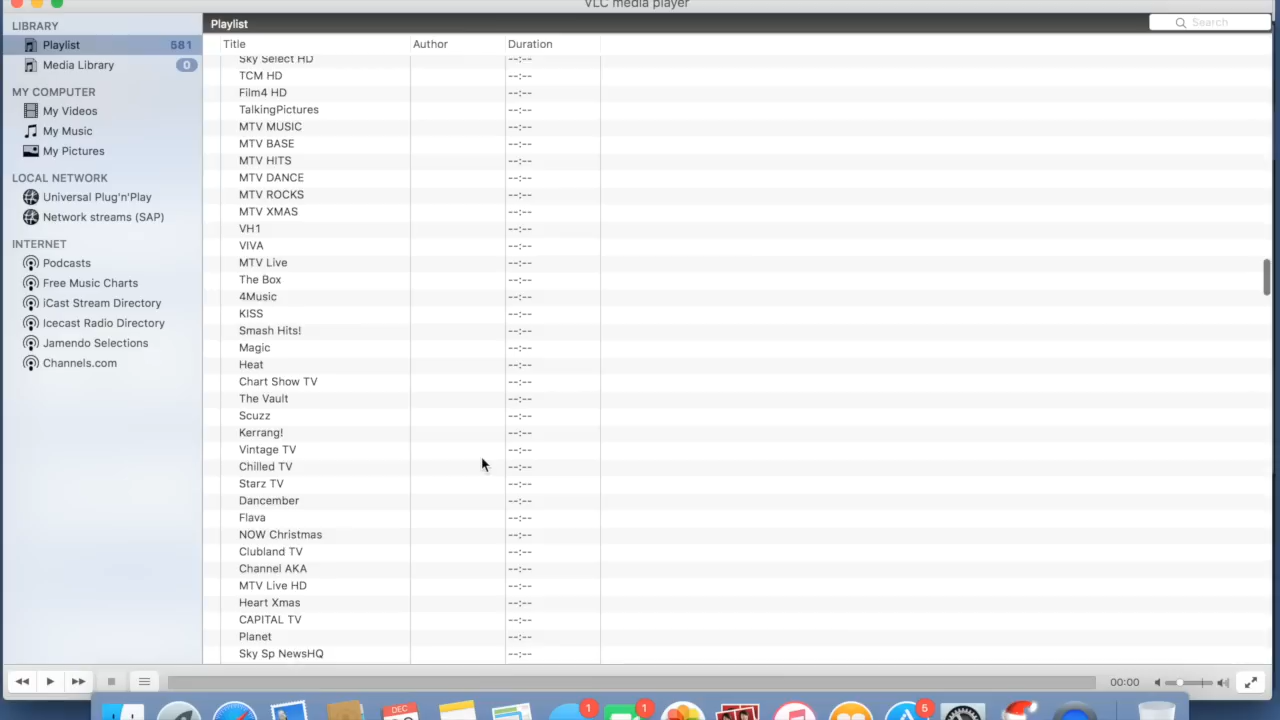 VLC media player
LIBRARY
Playlist 581
Media Library 0
MY COMPUTER
My Videos
My Music
My Pictures
LOCAL NETWORK
Universal Plug'n'Play
Network streams (SAP)
INTERNET
Podcasts
Free Music Charts
iCast Stream Directory
Icecast Radio Directory
Jamendo Selections
Channels.com
Playlist Search
Title Author Duration
Sky Select HD --:--
TCM HD --:--
Film4 HD --:--
TalkingPictures --:--
MTV MUSIC --:--
MTV BASE --:--
MTV HITS --:--
MTV DANCE --:--
MTV ROCKS --:--
MTV XMAS --:--
VH1 --:--
VIVA --:--
MTV Live --:--
The Box --:--
4Music --:--
KISS --:--
Smash Hits! --:--
Magic --:--
Heat --:--
Chart Show TV --:--
The Vault --:--
Scuzz --:--
Kerrang! --:--
Vintage TV --:--
Chilled TV --:--
Starz TV --:--
Dancember --:--
Flava --:--
NOW Christmas --:--
Clubland TV --:--
Channel AKA --:--
MTV Live HD --:--
Heart Xmas --:--
CAPITAL TV --:--
Planet --:--
Sky Sp NewsHQ --:--
00:00
DEC 1 1 5